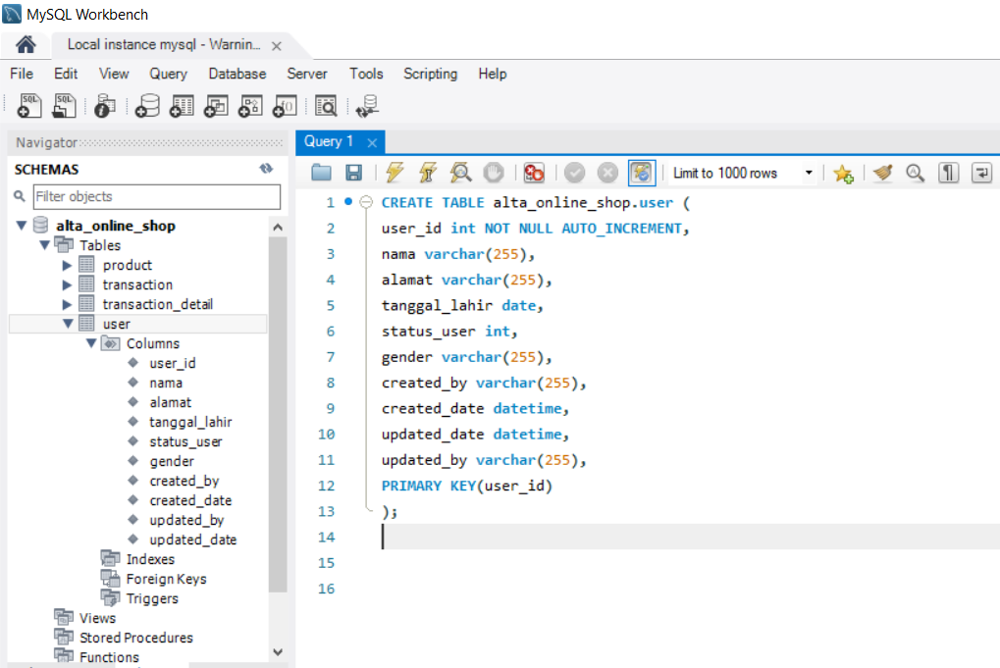 MySQL Workbench
Local instance mysql - Warnin...
File Edit View Query Database Server Tools Scripting Help
Navigator
SCHEMAS
Filter objects
alta_online_shop
Tables
product
transaction
transaction_detail
user
Columns
user_id
nama
alamat
tanggal_lahir
status_user
gender
created_by
created_date
updated_by
updated_date
Indexes
Foreign Keys
Triggers
Views
Stored Procedures
Functions
Query 1
Limit to 1000 rows
1 CREATE TABLE alta_online_shop.user (
2 user_id int NOT NULL AUTO_INCREMENT,
3 nama varchar(255),
4 alamat varchar(255),
5 tanggal_lahir date,
6 status_user int,
7 gender varchar(255),
8 created_by varchar(255),
9 created_date datetime,
10 updated_date datetime,
11 updated_by varchar(255),
12 PRIMARY KEY(user_id)
13 );
14
15
16